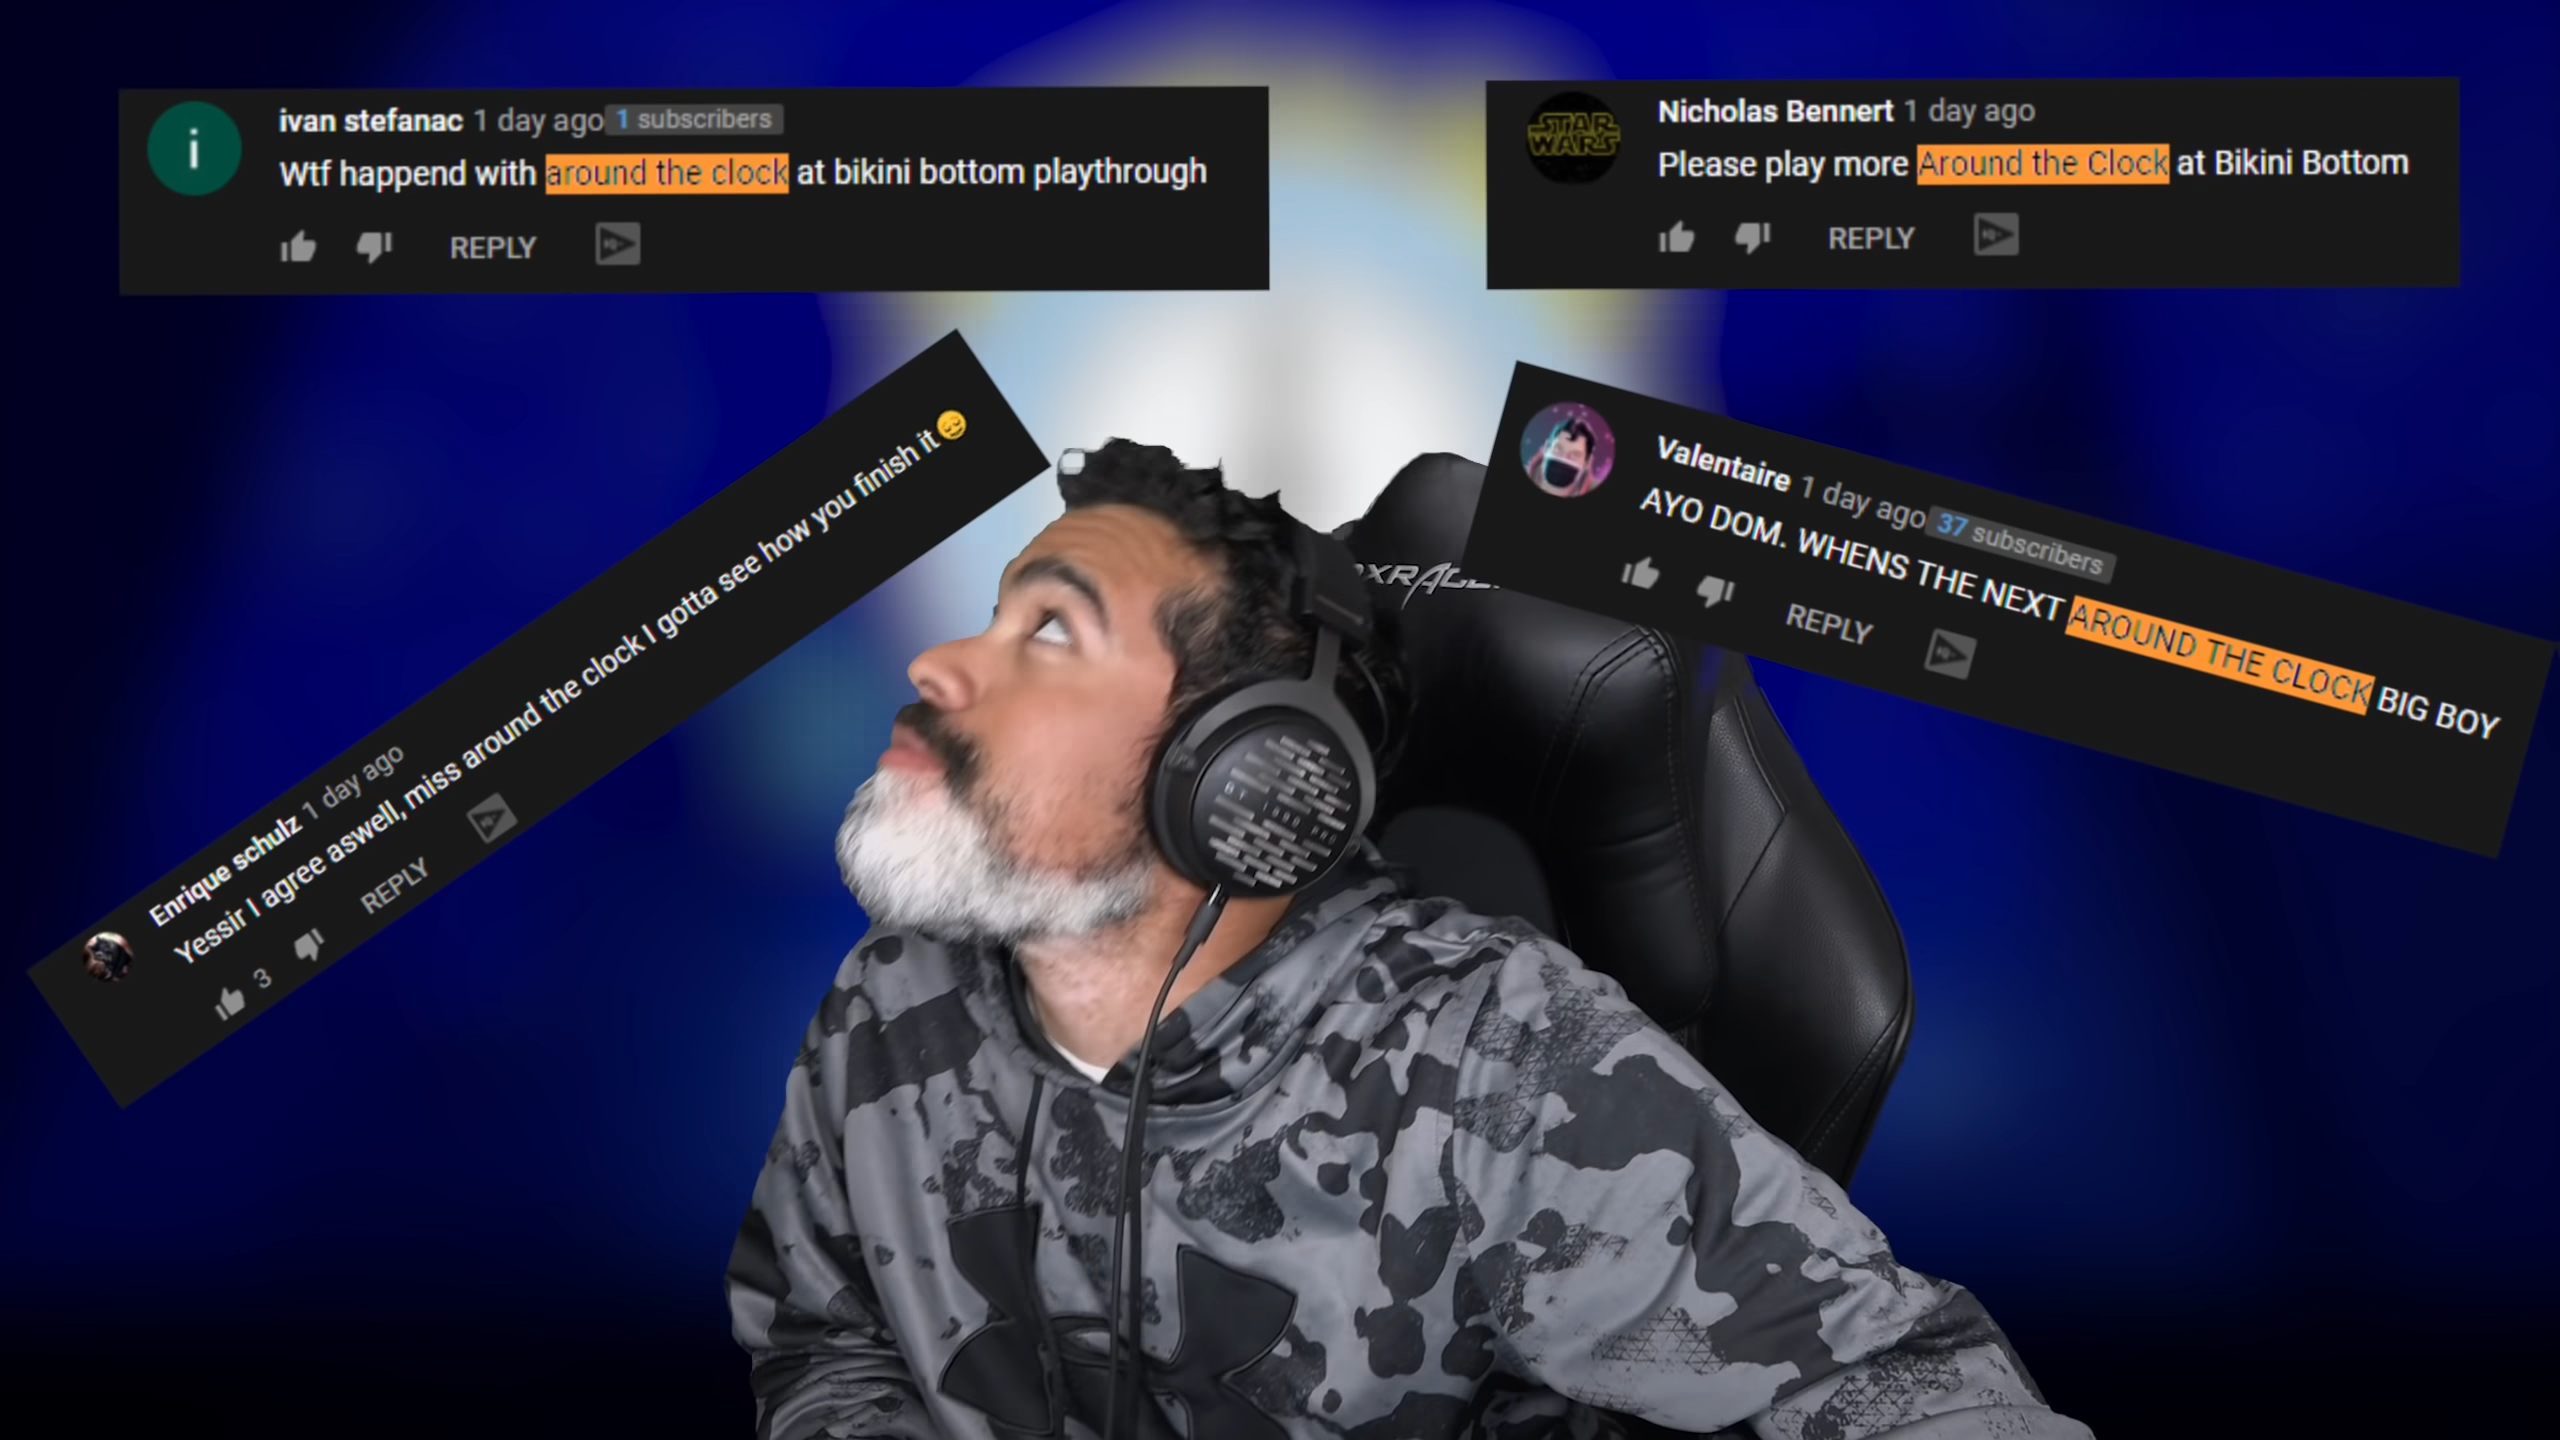 ivan stefanac 1 day ago 1 subscribers
Wtf happend with around the clock at bikini bottom playthrough
REPLY
STAR
WARS
Nicholas Bennert 1 day ago
Please play more Around the Clock at Bikini Bottom
REPLY
Enrique schulz 1 day ago
Yessir I agree aswell, miss around the clock I gotta see how you finish it😔
3 REPLY
Valentaire 1 day ago 37 subscribers
AYO DOM. WHENS THE NEXT AROUND THE CLOCK BIG BOY
REPLY